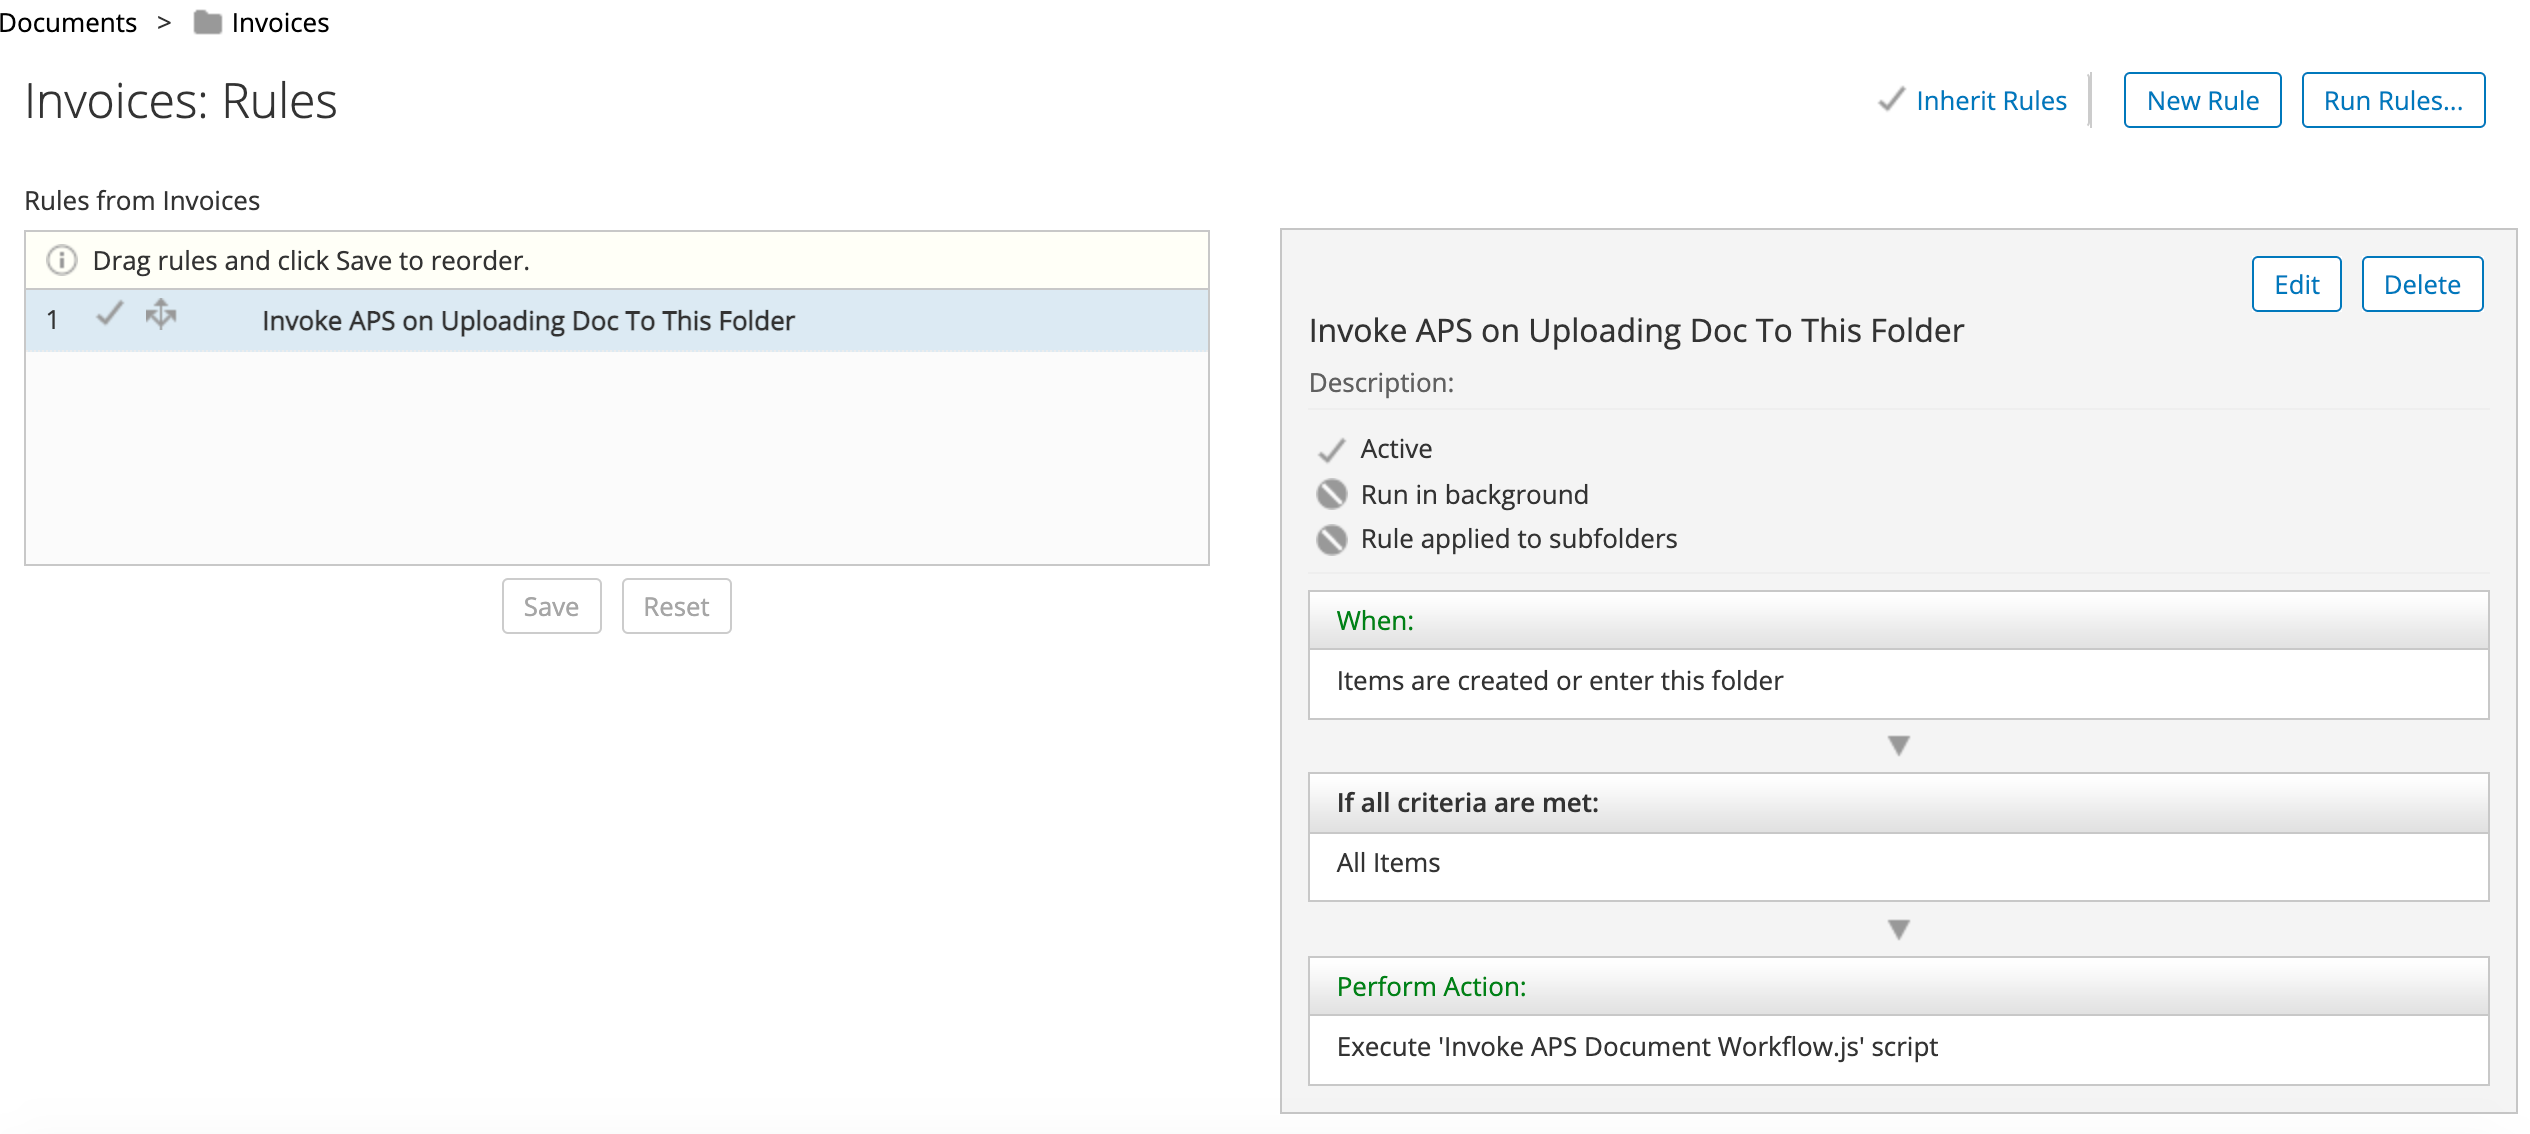 Documents > Invoices
Invoices: Rules
Inherit Rules
New Rule
Run Rules...
Rules from Invoices
Drag rules and click Save to reorder.
1 Invoke APS on Uploading Doc To This Folder
Save
Reset
Edit
Delete
Invoke APS on Uploading Doc To This Folder
Description:
Active
Run in background
Rule applied to subfolders
When:
Items are created or enter this folder
If all criteria are met:
All Items
Perform Action:
Execute 'Invoke APS Document Workflow.js' script